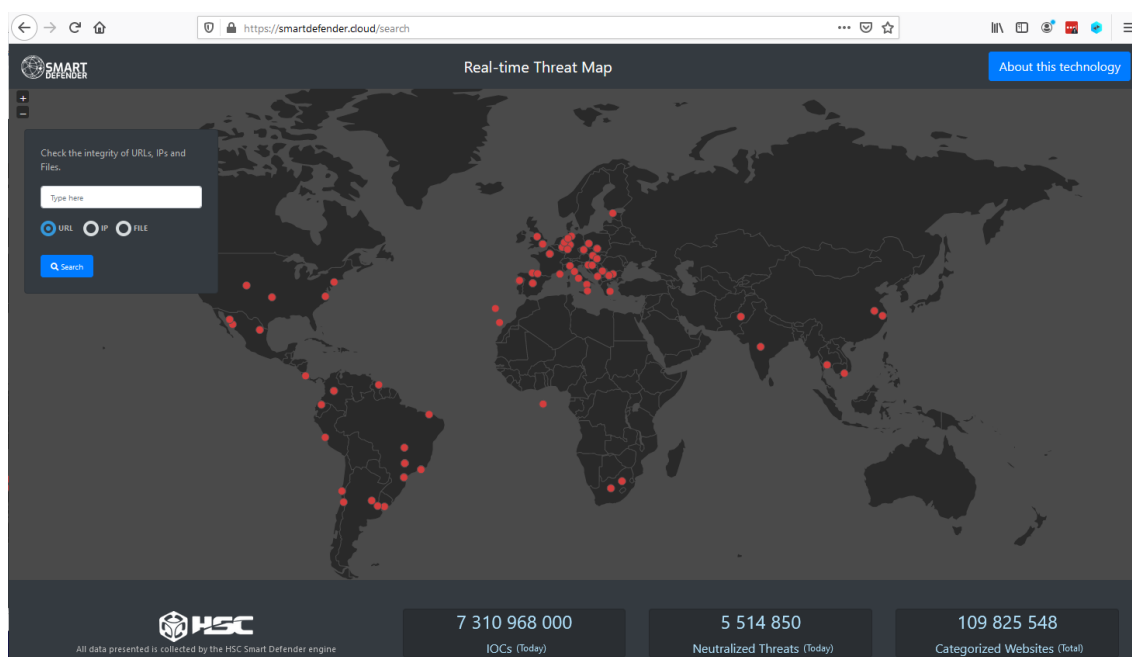 https://smartdefender.cloud/search
SMART
DEFENDER
Real-time Threat Map
About this technology
+
−
Check the integrity of URLs, IPs and
Files.
Type here
URL IP FILE
Search
HSC
All data presented is collected by the HSC Smart Defender engine
7 310 968 000
IOCs (Today)
5 514 850
Neutralized Threats (Today)
109 825 548
Categorized Websites (Total)